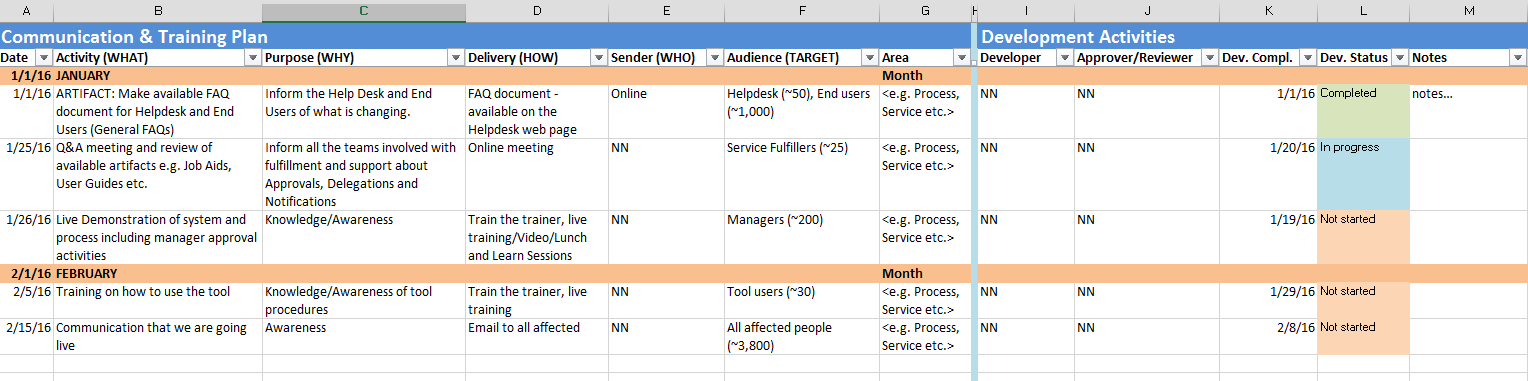 A B C D E F G H I J K L M
Communication & Training Plan Development Activities
Date Activity (WHAT) Purpose (WHY) Delivery (HOW) Sender (WHO) Audience (TARGET) Area Developer Approver/Reviewer Dev. Compl. Dev. Status Notes
1/1/16 JANUARY Month
1/1/16 ARTIFACT: Make available FAQ Inform the Help Desk and End FAQ document - Online Helpdesk (~50), End users <e.g. Process, NN NN 1/1/16 Completed notes...
document for Helpdesk and End Users of what is changing. available on the (~1,000) Service etc.>
Users (General FAQs) Helpdesk web page
1/25/16 Q&A meeting and review of Inform all the teams involved with Online meeting NN Service Fulfillers (~25) <e.g. Process, NN NN 1/20/16 In progress
available artifacts e.g. Job Aids, fulfillment and support about Service etc.>
User Guides etc. Approvals, Delegations and
Notifications
1/26/16 Live Demonstration of system and Knowledge/Awareness Train the trainer, live NN Managers (~200) <e.g. Process, NN NN 1/19/16 Not started
process including manager approval training/Video/Lunch Service etc.>
activities and Learn Sessions
2/1/16 FEBRUARY Month
2/5/16 Training on how to use the tool Knowledge/Awareness of tool Train the trainer, live NN Tool users (~30) <e.g. Process, NN NN 1/29/16 Not started
procedures training Service etc.>
2/15/16 Communication that we are going Awareness Email to all affected NN All affected people <e.g. Process, NN NN 2/8/16 Not started
live (~3,800) Service etc.>